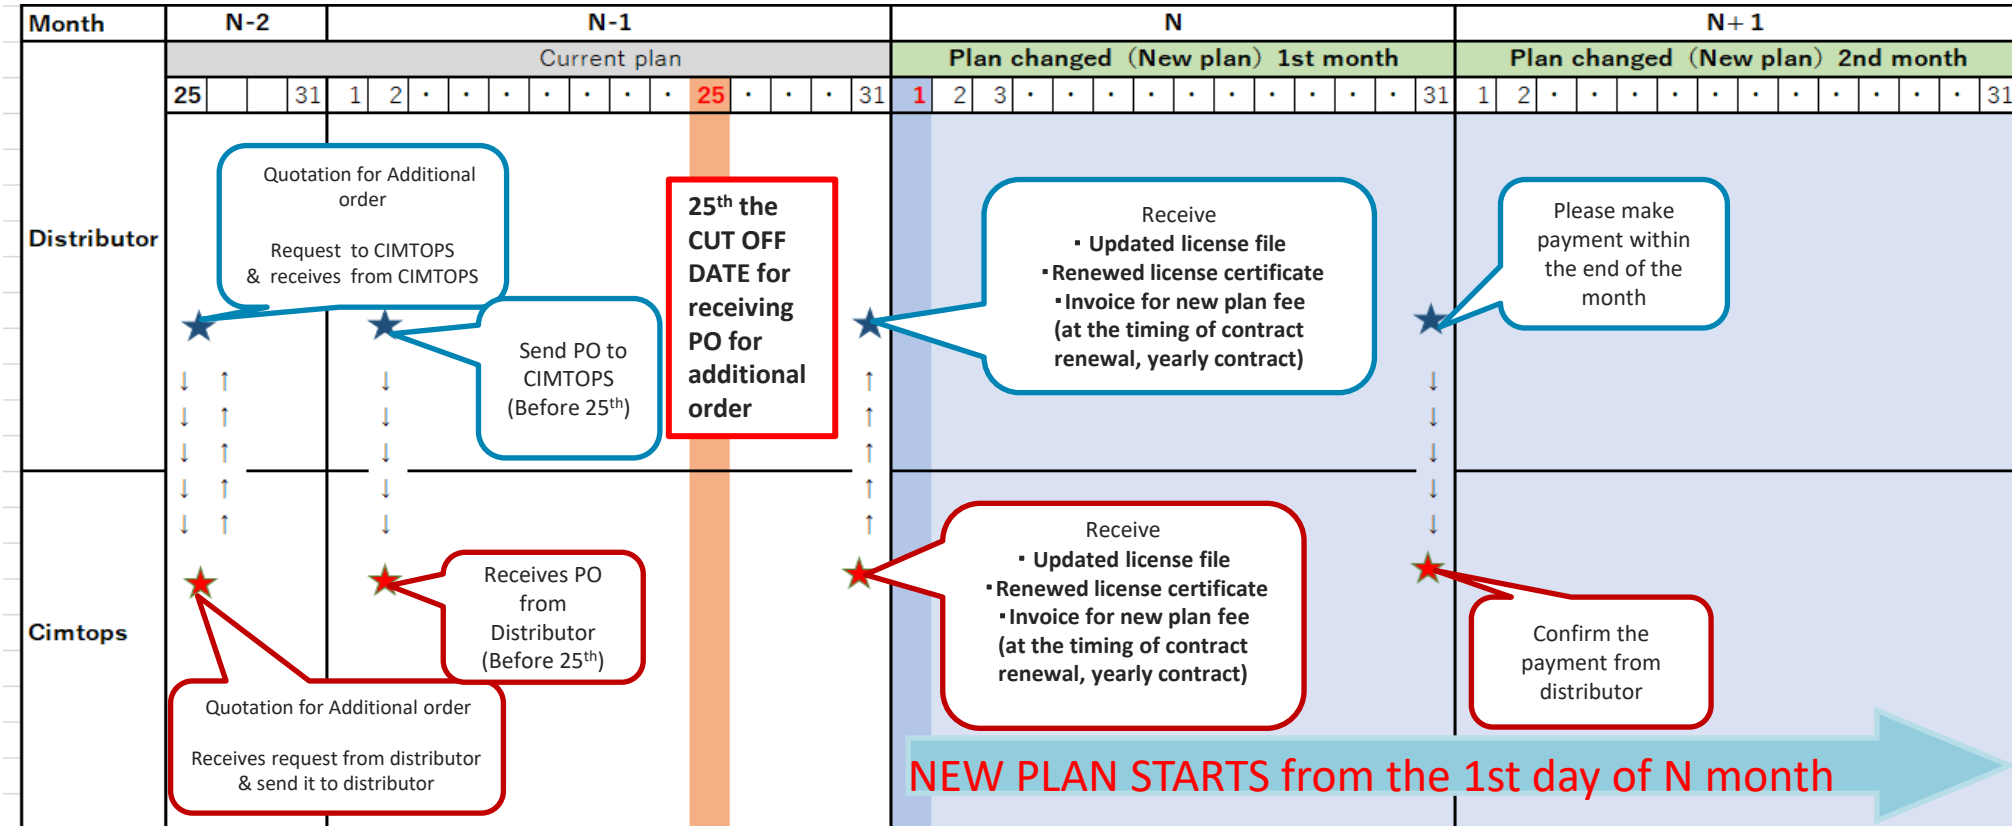 Month N-2 N-1 N N+1
Current plan Plan changed (New plan) 1st month Plan changed (New plan) 2nd month
25 31 1 2 · · · · · · · 25 · · · 31 1 2 3 · · · · · · · · · · 31 1 2 · · · · · · · · · · · 31
Distributor
Quotation for Additional
order
Request to CIMTOPS
& receives from CIMTOPS
Send PO to
CIMTOPS
(Before 25th)
25th the
CUT OFF
DATE for
receiving
PO for
additional
order
Receive
・Updated license file
・Renewed license certificate
・Invoice for new plan fee
(at the timing of contract
renewal, yearly contract)
Please make
payment within
the end of the
month
↓ ↑ ↓ ↑ ↓
↓ ↑ ↓ ↑ ↓
↓ ↑ ↓ ↑ ↓
↓ ↑ ↓ ↑ ↓
↓ ↑ ↓ ↑ ↓
Cimtops
Quotation for Additional order
Receives request from distributor
& send it to distributor
Receives PO
from
Distributor
(Before 25th)
Receive
・Updated license file
・Renewed license certificate
・Invoice for new plan fee
(at the timing of contract
renewal, yearly contract)
Confirm the
payment from
distributor
NEW PLAN STARTS from the 1st day of N month